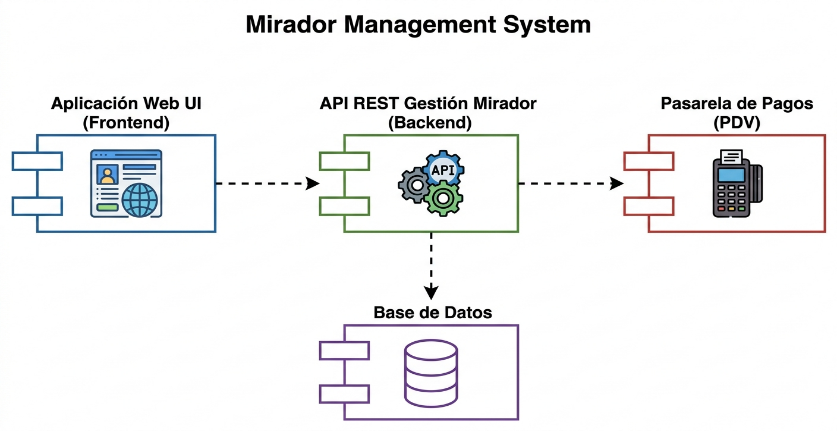 Mirador Management System
Aplicación Web UI
(Frontend)
API REST Gestión Mirador
(Backend)
Pasarela de Pagos
(PDV)
API
Base de Datos